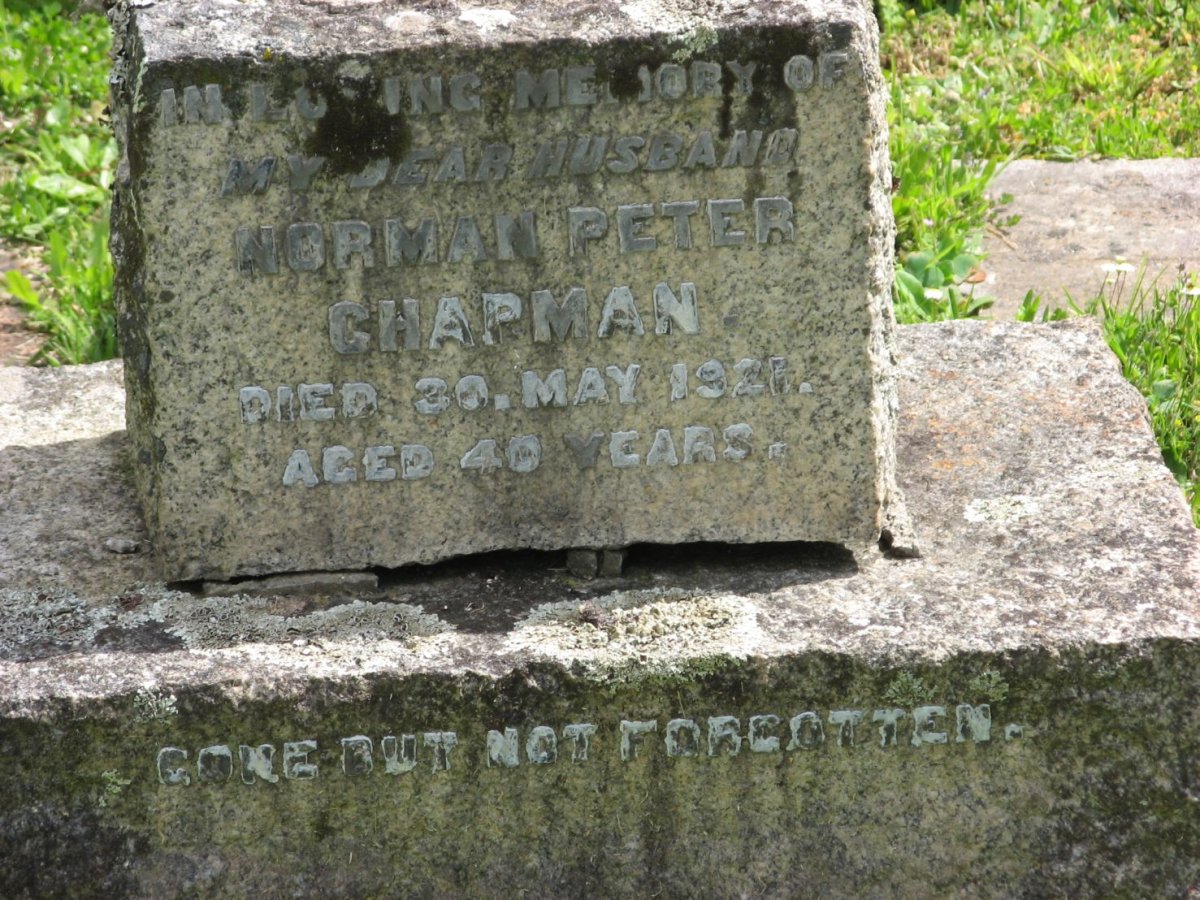 IN LOVING MEMORY OF
MY DEAR HUSBAND
NORMAN PETER
CHAPMAN
DIED 30. MAY 1921.
AGED 40 YEARS.
GONE BUT NOT FORGOTTEN.